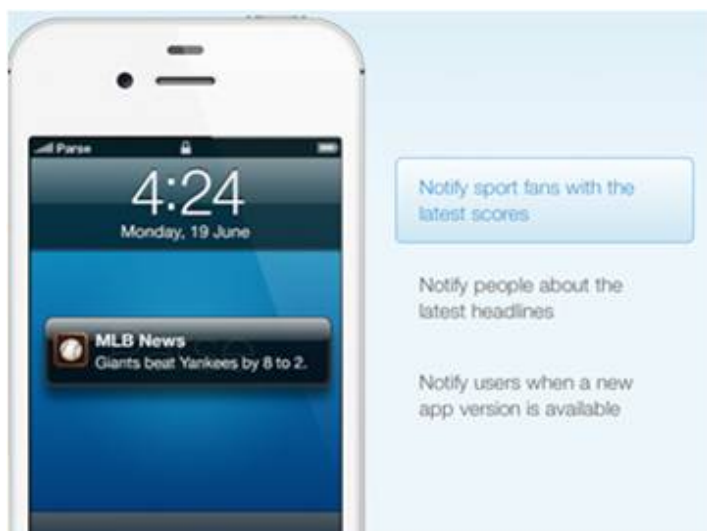 Parse
4:24
Monday, 19 June
MLB News
Giants beat Yankees by 8 to 2.
Notify sport fans with the
latest scores
Notify people about the
latest headlines
Notify users when a new
app version is available